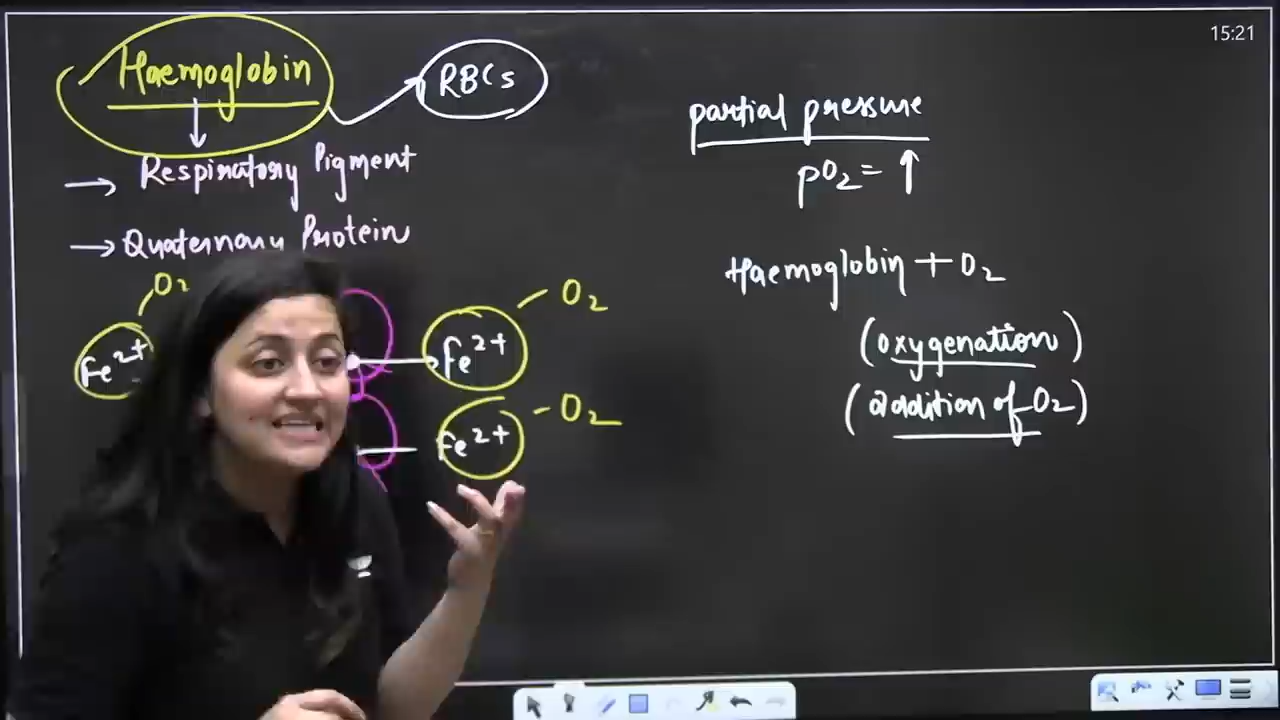 15:21
Haemoglobin
RBCs
Respiratory Pigment
Quaternary Protein
O2
Fe2+
Fe2+
O2
Fe2+
O2
partial pressure
pO2 = ↑
Haemoglobin + O2
(oxygenation)
(addition of O2)